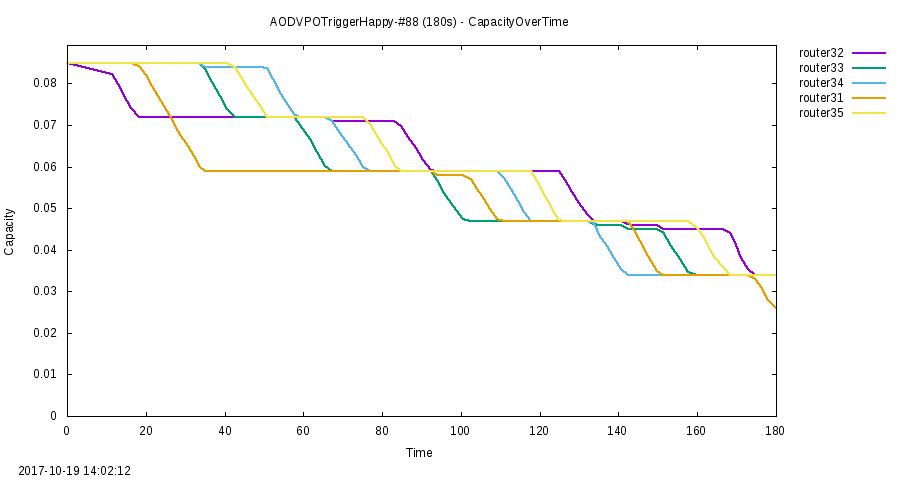 AODVPOTriggerHappy-#88 (180s) - CapacityOverTime
router32
router33
router34
router31
router35
0.08
0.07
0.06
0.05
0.04
0.03
0.02
0.01
0
Capacity
0 20 40 60 80 100 120 140 160 180
Time
2017-10-19 14:02:12